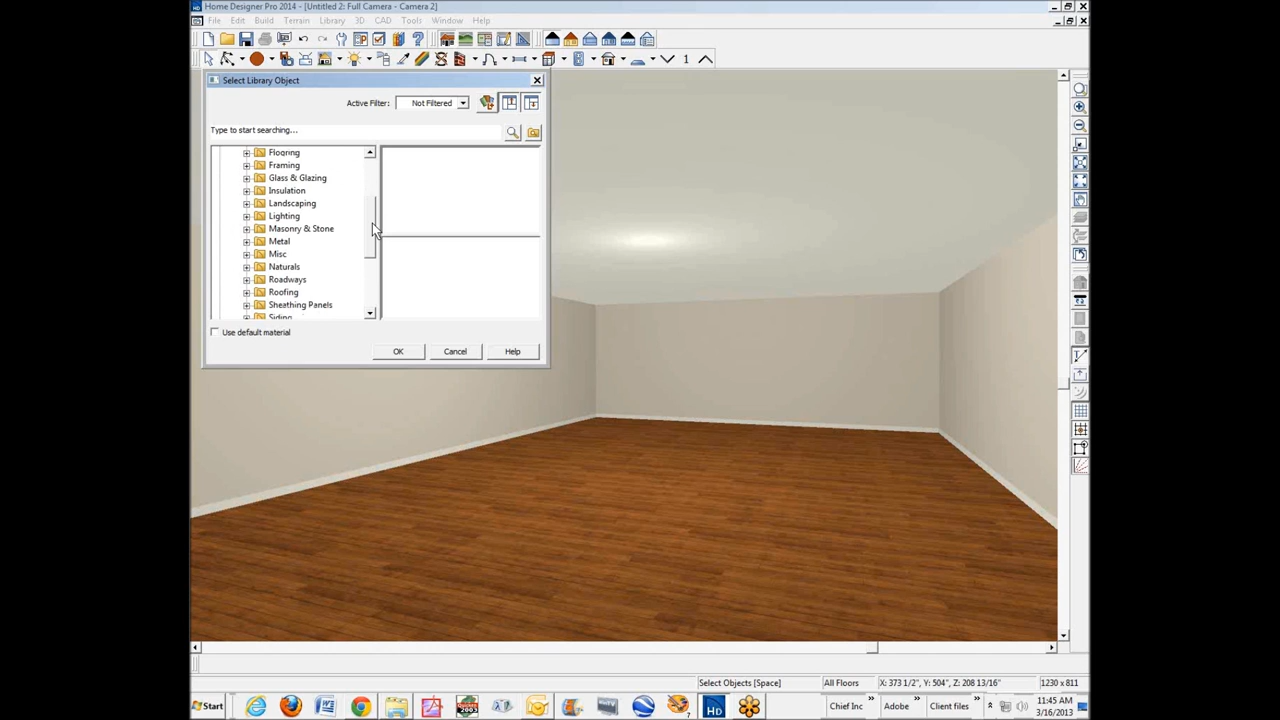 Home Designer Pro 2014 - [Untitled 2: Full Camera - Camera 2]
File Edit Build Terrain Library 3D CAD Tools Window Help
1
Select Library Object
Active Filter: Not Filtered
Type to start searching...
Flooring
Framing
Glass & Glazing
Insulation
Landscaping
Lighting
Masonry & Stone
Metal
Misc
Naturals
Roadways
Roofing
Sheathing Panels
Siding
Use default material
OK Cancel Help
Select Objects [Space] All Floors X: 373 1/2", Y: 504", Z: 208 13/16" 1230 x 811
Start HD Chief Inc » Adobe » Client files » 11:45 AM
3/16/2013